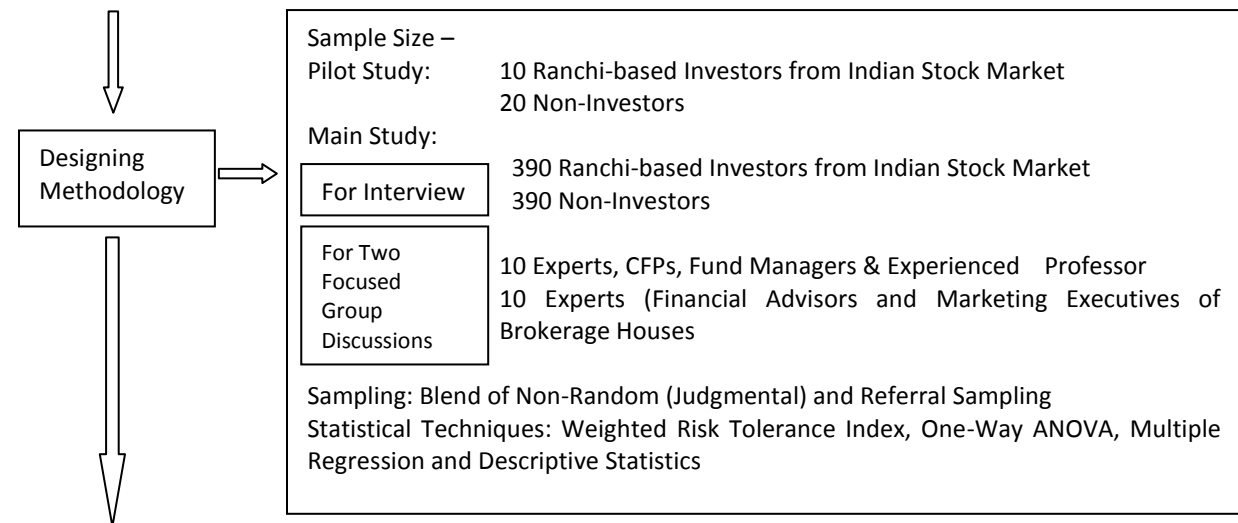 Designing
Methodology
Sample Size –
Pilot Study: 10 Ranchi-based Investors from Indian Stock Market
20 Non-Investors
Main Study:
For Interview
390 Ranchi-based Investors from Indian Stock Market
390 Non-Investors
For Two
Focused
Group
Discussions
10 Experts, CFPs, Fund Managers & Experienced Professor
10 Experts (Financial Advisors and Marketing Executives of
Brokerage Houses
Sampling: Blend of Non-Random (Judgmental) and Referral Sampling
Statistical Techniques: Weighted Risk Tolerance Index, One-Way ANOVA, Multiple
Regression and Descriptive Statistics